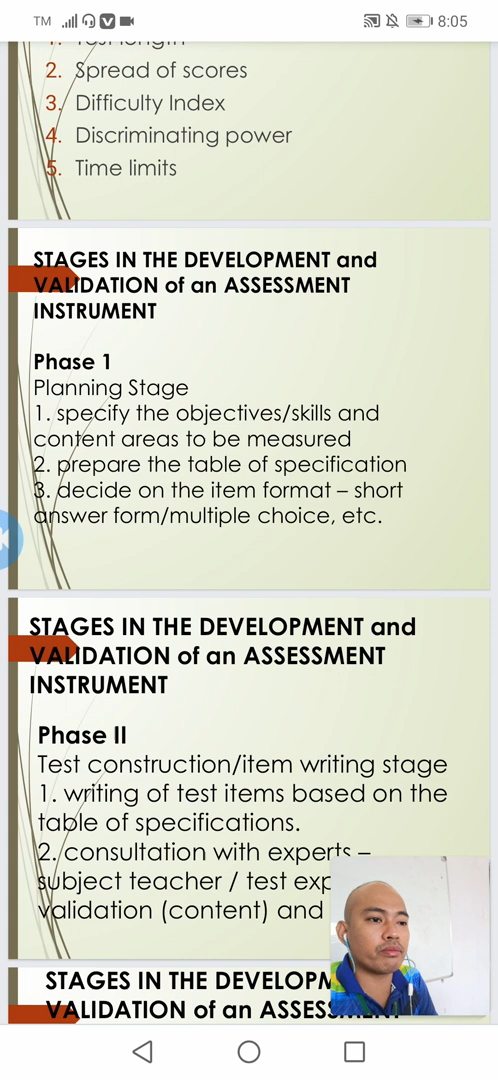 TM 8:05
1. Test length
2. Spread of scores
3. Difficulty Index
4. Discriminating power
5. Time limits
STAGES IN THE DEVELOPMENT and
VALIDATION of an ASSESSMENT
INSTRUMENT
Phase 1
Planning Stage
1. specify the objectives/skills and
content areas to be measured
2. prepare the table of specification
3. decide on the item format – short
answer form/multiple choice, etc.
STAGES IN THE DEVELOPMENT and
VALIDATION of an ASSESSMENT
INSTRUMENT
Phase II
Test construction/item writing stage
1. writing of test items based on the
table of specifications.
2. consultation with experts –
subject teacher / test
validation (content) and
STAGES IN THE
VALIDATION of an